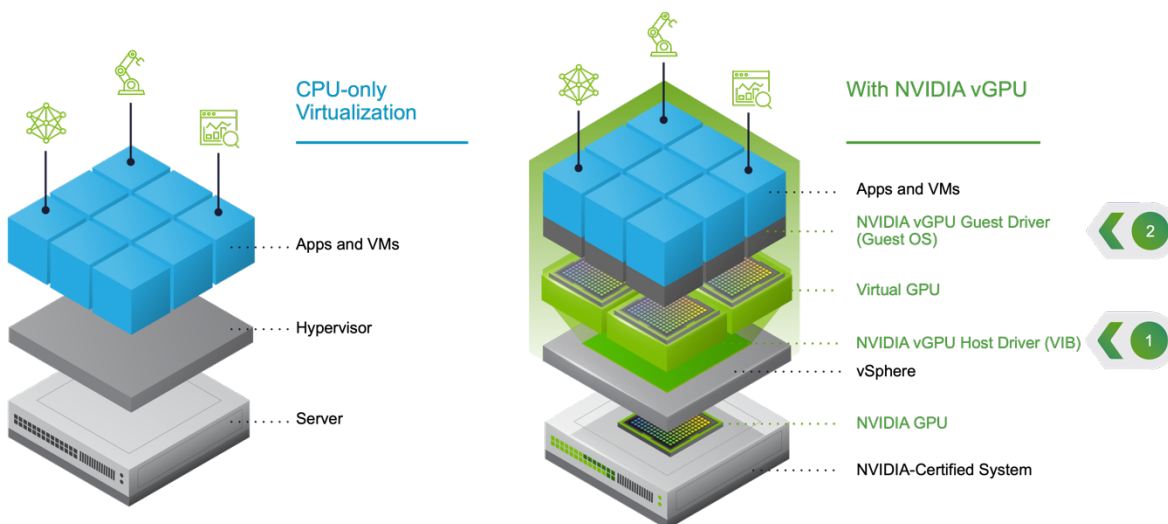 CPU-only
Virtualization
Apps and VMs
Hypervisor
Server
With NVIDIA vGPU
Apps and VMs
NVIDIA vGPU Guest Driver
(Guest OS)
2
Virtual GPU
NVIDIA vGPU Host Driver (VIB)
1
vSphere
NVIDIA GPU
NVIDIA-Certified System